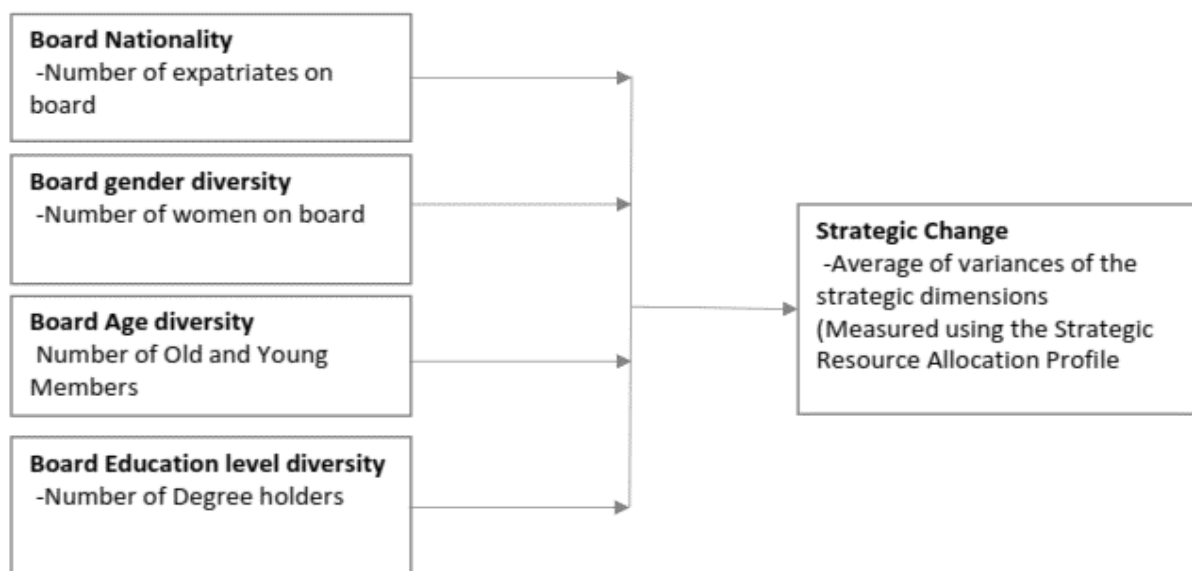 Board Nationality
-Number of expatriates on
board
Board gender diversity
-Number of women on board
Board Age diversity
Number of Old and Young
Members
Board Education level diversity
-Number of Degree holders
Strategic Change
-Average of variances of the
strategic dimensions
(Measured using the Strategic
Resource Allocation Profile